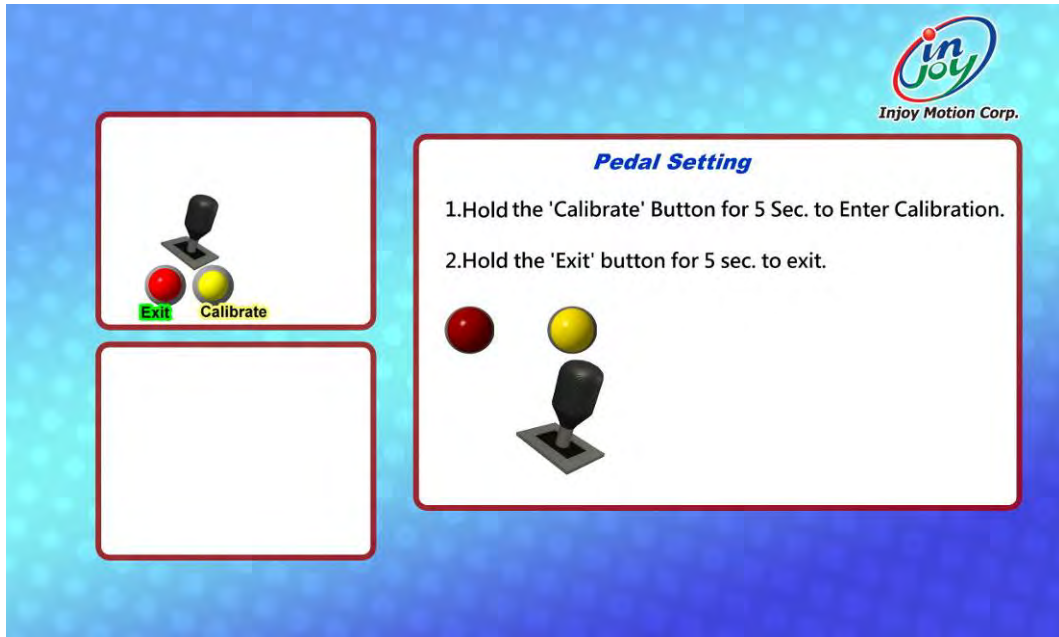 in
joy
Injoy Motion Corp.
Exit
Calibrate
Pedal Setting
1.Hold the 'Calibrate' Button for 5 Sec. to Enter Calibration.
2.Hold the 'Exit' button for 5 sec. to exit.